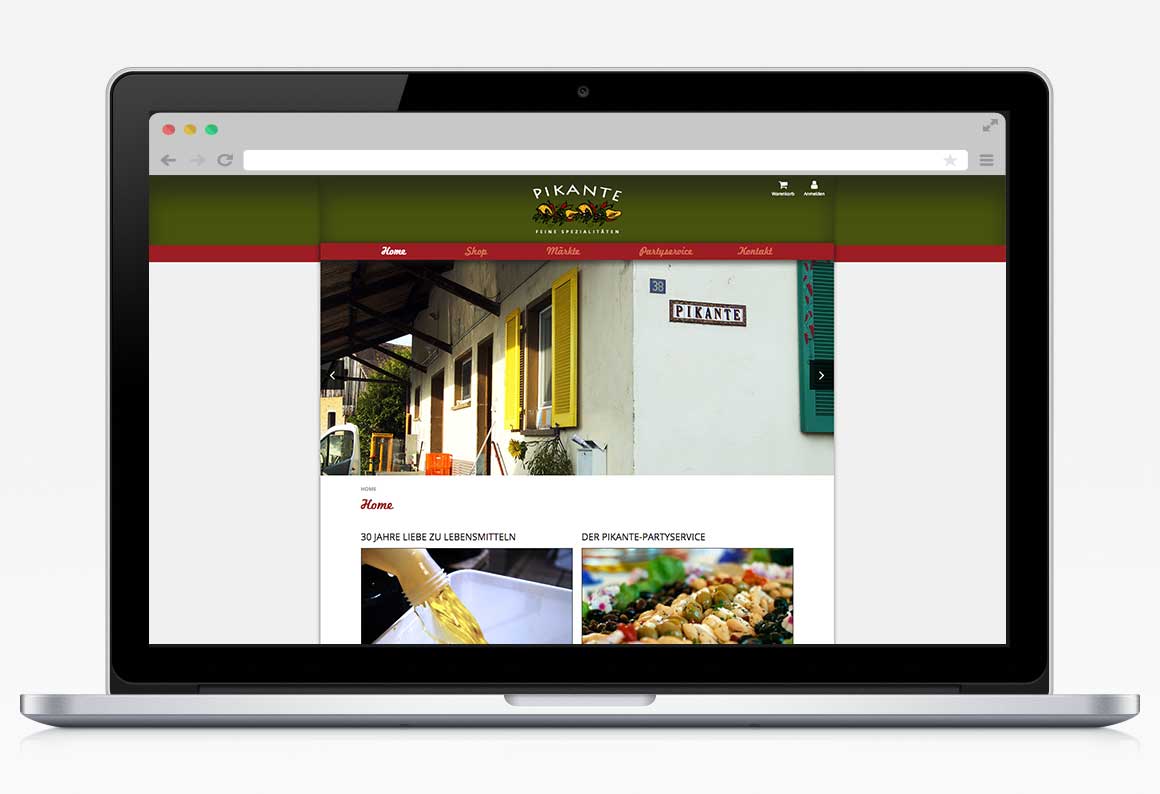 PIKANTE
FEINE SPEZIALITÄTEN
Warenkorb Anmelden
Home Shop Märkte Partyservice Kontakt
38
PIKANTE
HOME
Home
30 JAHRE LIEBE ZU LEBENSMITTELN
DER PIKANTE-PARTYSERVICE